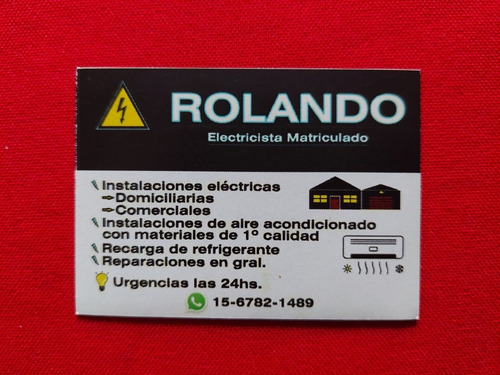 ROLANDO
Electricista Matriculado
Instalaciones eléctricas
Domiciliarias
Comerciales
Instalaciones de aire acondicionado
con materiales de 1º calidad
Recarga de refrigerante
Reparaciones en gral.
Urgencias las 24hs.
15-6782-1489